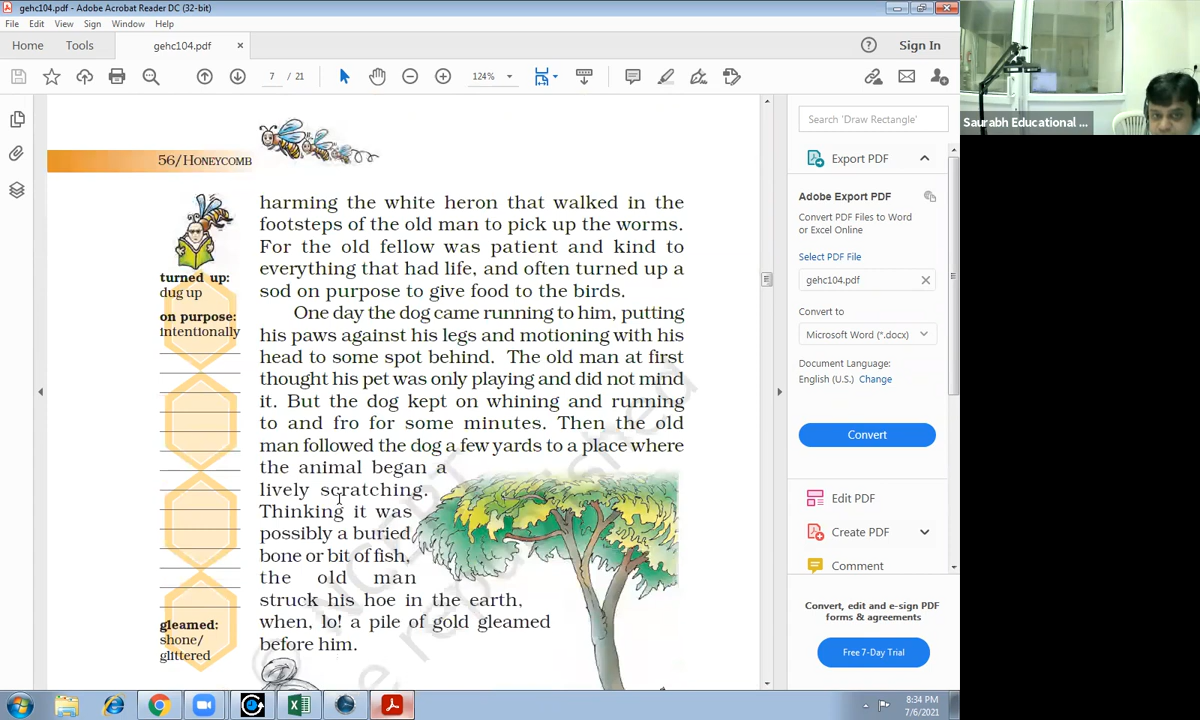 gehc104.pdf - Adobe Acrobat Reader DC (32-bit)
File Edit View Sign Window Help
Home Tools gehc104.pdf × Sign In
7 / 21 124%
Saurabh Educational ...
56/HONEYCOMB
harming the white heron that walked in the
footsteps of the old man to pick up the worms.
For the old fellow was patient and kind to
everything that had life, and often turned up a
sod on purpose to give food to the birds.
turned up:
dug up
on purpose:
intentionally
One day the dog came running to him, putting
his paws against his legs and motioning with his
head to some spot behind. The old man at first
thought his pet was only playing and did not mind
it. But the dog kept on whining and running
to and fro for some minutes. Then the old
man followed the dog a few yards to a place where
the animal began a
lively scratching.
Thinking it was
possibly a buried
bone or bit of fish,
the old man
struck his hoe in the earth,
when, lo! a pile of gold gleamed
before him.
gleamed:
shone/
glittered
© NCERT
be republished
Search 'Draw Rectangle'
Export PDF
Adobe Export PDF
Convert PDF Files to Word
or Excel Online
Select PDF File
gehc104.pdf
Convert to
Microsoft Word (*.docx)
Document Language:
English (U.S.) Change
Convert
Edit PDF
Create PDF
Comment
Convert, edit and e-sign PDF
forms & agreements
Free 7-Day Trial
8:34 PM
7/6/2021